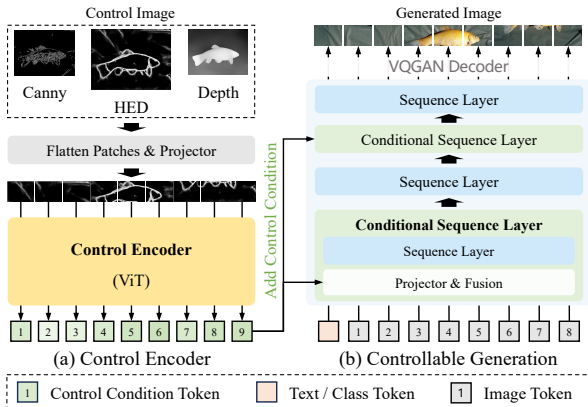 Control Image
Canny
HED
Depth
Flatten Patches & Projector
Control Encoder
(ViT)
1 2 3 4 5 6 7 8 9
(a) Control Encoder
Add Control Condition
Generated Image
VQGAN Decoder
Sequence Layer
Conditional Sequence Layer
Sequence Layer
Conditional Sequence Layer
Sequence Layer
Projector & Fusion
1 2 3 4 5 6 7 8
(b) Controllable Generation
1 Control Condition Token
Text / Class Token
1 Image Token